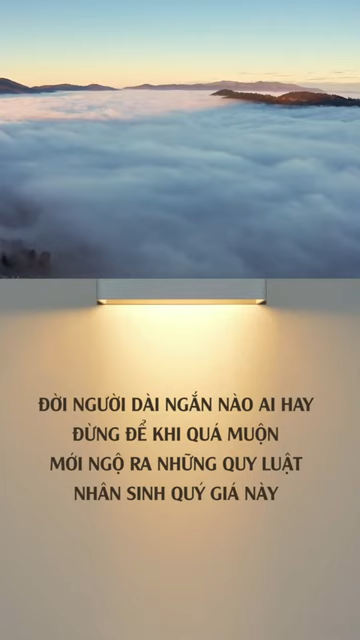 ĐỜI NGƯỜI DÀI NGẮN NÀO AI HAY
ĐỪNG ĐỂ KHI QUÁ MUỘN
MỚI NGỘ RA NHỮNG QUY LUẬT
NHÂN SINH QUÝ GIÁ NÀY